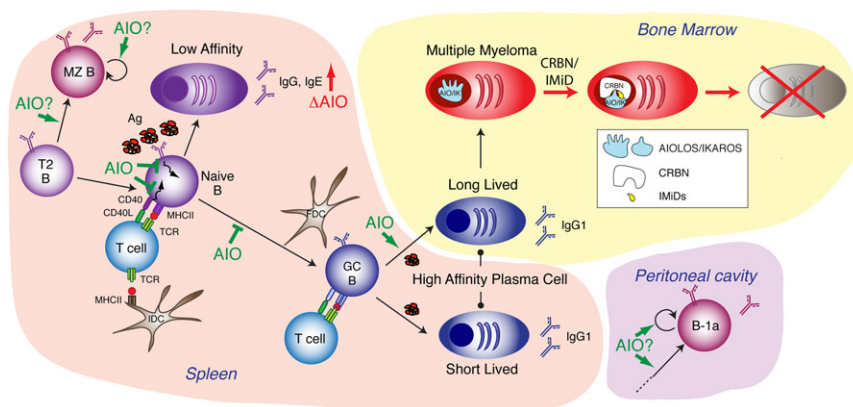 AIO?
MZ B
AIO?
T2
B
Low Affinity
IgG, IgE
ΔAIO
Ag
AIO
Naive
B
CD40
CD40L
MHCII
TCR
T cell
TCR
MHCII
IDC
AIO
FDC
GC
B
T cell
AIO
Spleen
Bone Marrow
Multiple Myeloma
AIO/IK
CRBN/
IMiD
CRBN
AIO/IK
AIOLOS/IKAROS
CRBN
IMiDs
Long Lived
IgG1
High Affinity Plasma Cell
IgG1
Short Lived
Peritoneal cavity
B-1a
AIO?